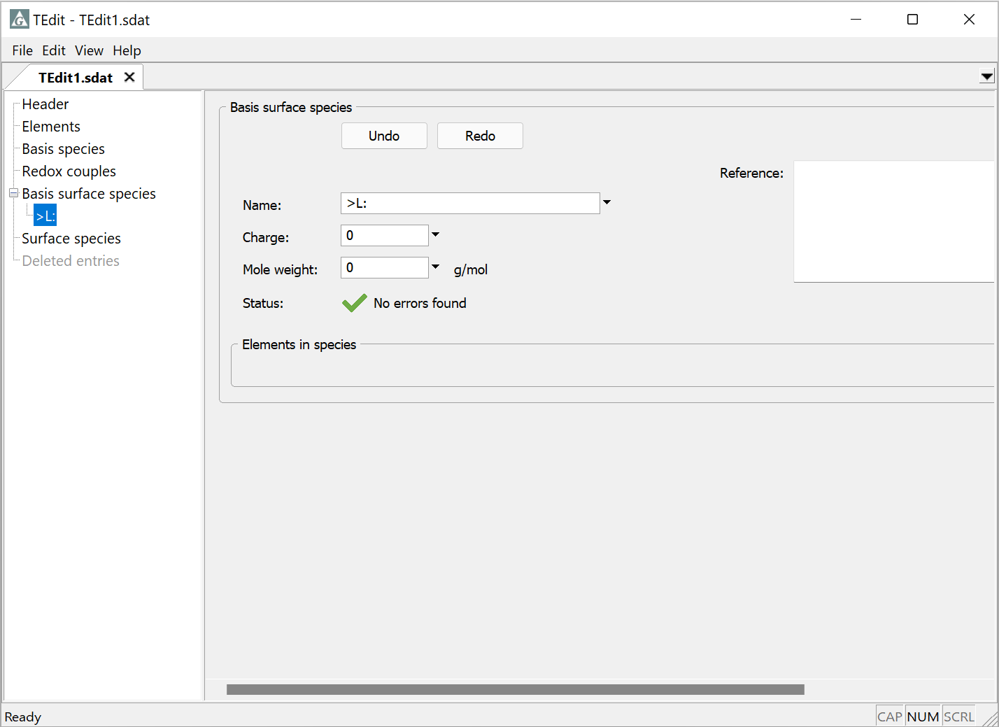 TEdit - TEdit1.sdat
File Edit View Help
TEdit1.sdat
Header
Elements
Basis species
Redox couples
Basis surface species
>L:
Surface species
Deleted entries
Basis surface species
Undo Redo
Reference:
Name: >L:
Charge: 0
Mole weight: 0 g/mol
Status: No errors found
Elements in species
Ready CAP NUM SCRL